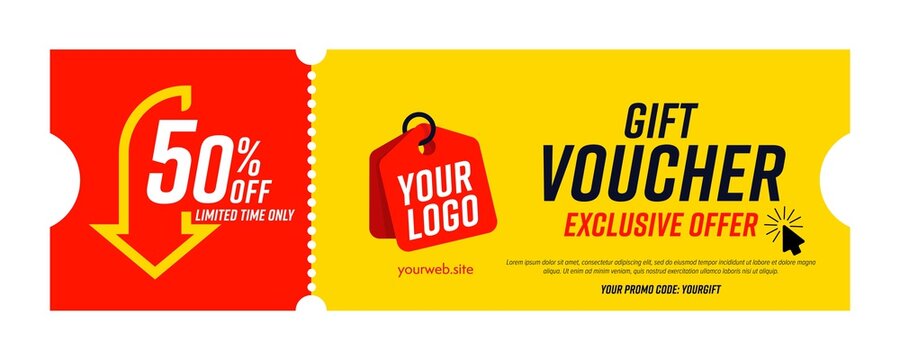 50%
OFF
LIMITED TIME ONLY
YOUR
LOGO
yourweb.site
GIFT
VOUCHER
EXCLUSIVE OFFER
Lorem ipsum dolor sit amet, consectetur adipiscing elit, sed do eiusmod tempor incididunt ut labore et dolore magna
aliqua. Ut enim ad minim veniam, quis nostrud exercitation ullamco laboris nisi ut aliquip.
YOUR PROMO CODE: YOURGIFT